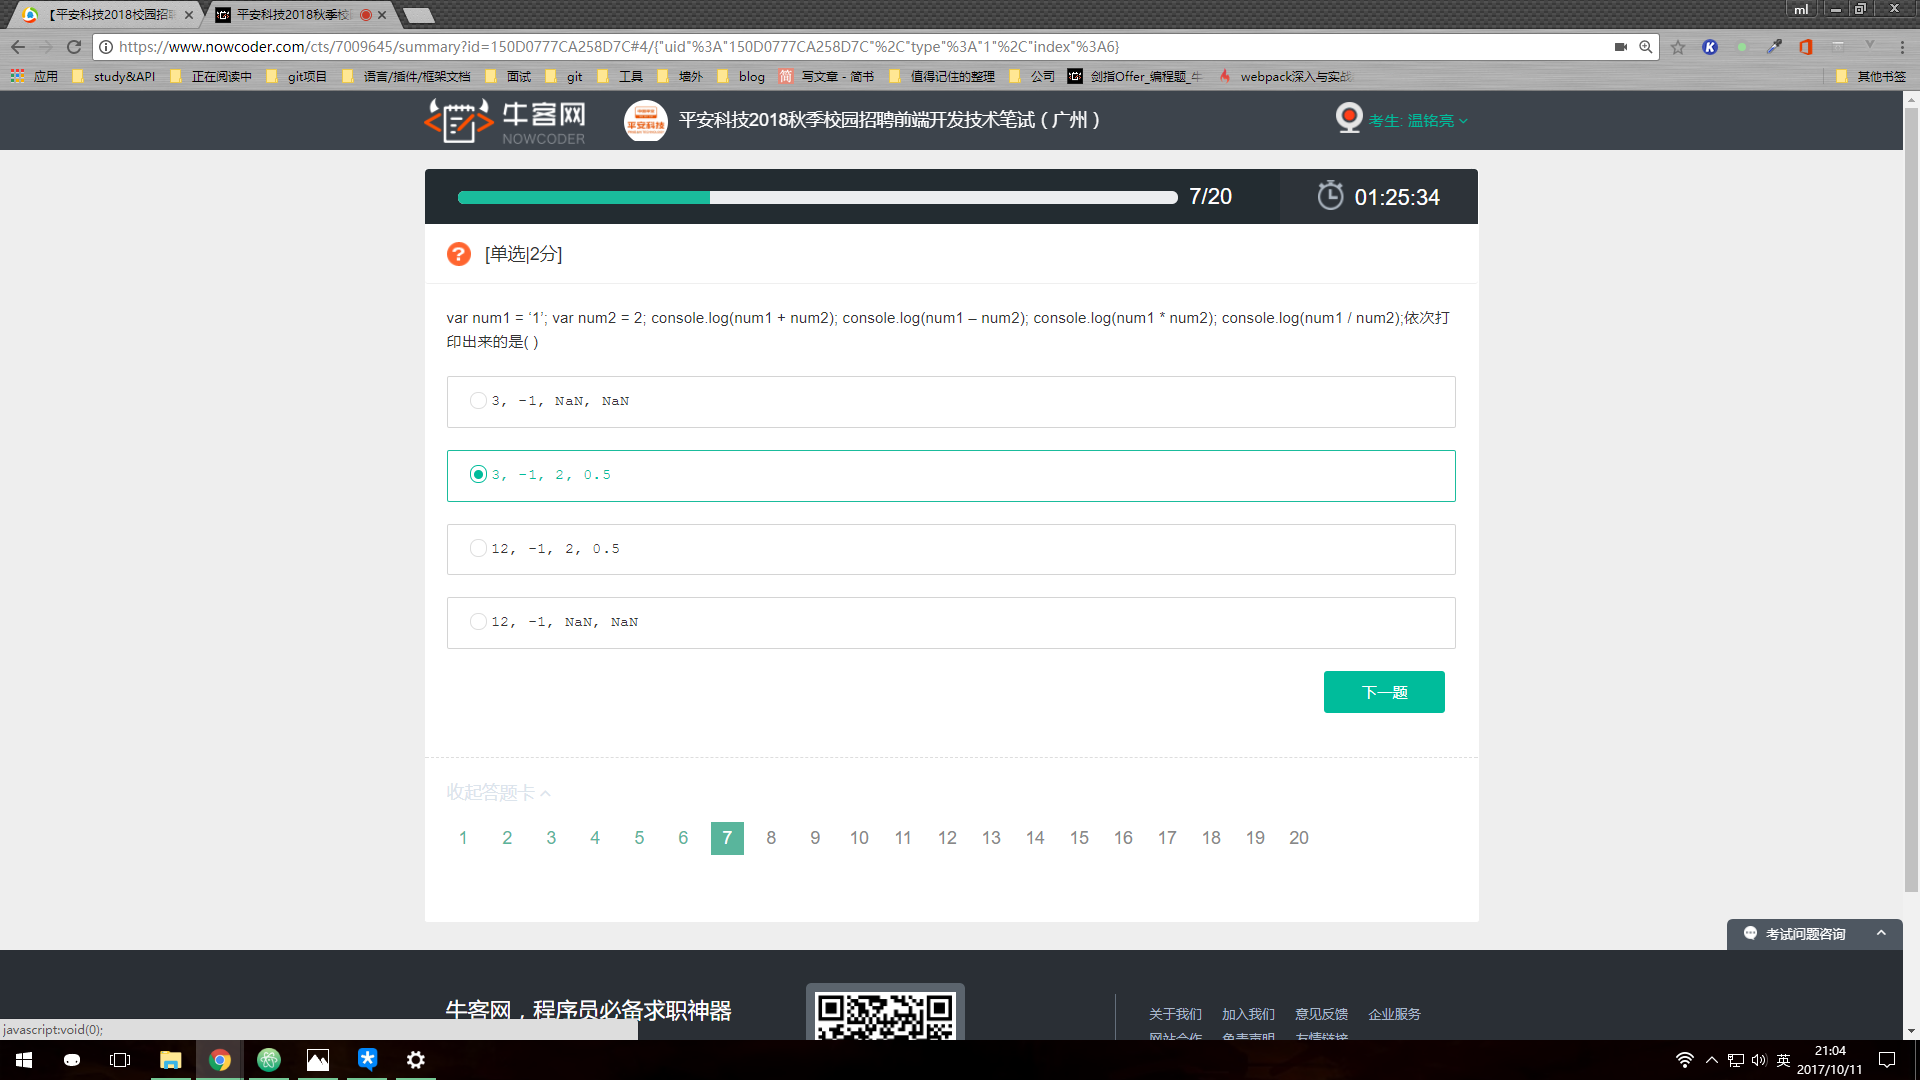 【平安科技2018校园招聘
平安科技2018秋季校园
ml
https://www.nowcoder.com/cts/7009645/summary?id=150D0777CA258D7C#4/{"uid"%3A"150D0777CA258D7C"%2C"type"%3A"1"%2C"index"%3A6}
应用 study&API 正在阅读中 git项目 语言/插件/框架文档 面试 git 工具 墙外 blog 简 写文章 - 简书 值得记住的整理 公司 剑指Offer_编程题_牛 webpack深入与实战 其他书签
牛客网
NOWCODER
平安科技
平安科技2018秋季校园招聘前端开发技术笔试（广州）
考生: 温铭亮
7/20
01:25:34
? [单选|2分]
var num1 = ‘1’; var num2 = 2; console.log(num1 + num2); console.log(num1 – num2); console.log(num1 * num2); console.log(num1 / num2);依次打
印出来的是( )
3, -1, NaN, NaN
3, -1, 2, 0.5
12, -1, 2, 0.5
12, -1, NaN, NaN
下一题
收起答题卡
1 2 3 4 5 6 7 8 9 10 11 12 13 14 15 16 17 18 19 20
考试问题咨询
牛客网，程序员必备求职神器
关于我们 加入我们 意见反馈 企业服务
网站合作 免责声明 友情链接
javascript:void(0);
英
21:04
2017/10/11